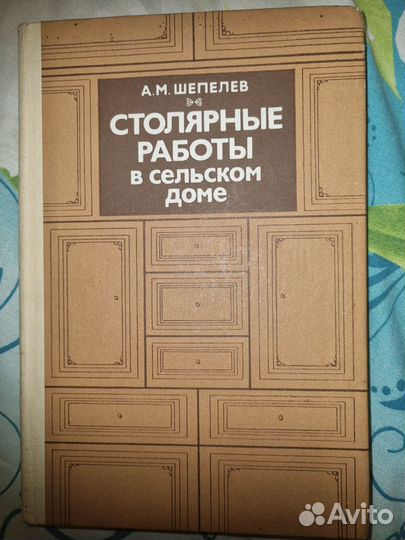 А.М. ШЕПЕЛЕВ
СТОЛЯРНЫЕ
РАБОТЫ
В СЕЛЬСКОМ
ДОМЕ
Avito